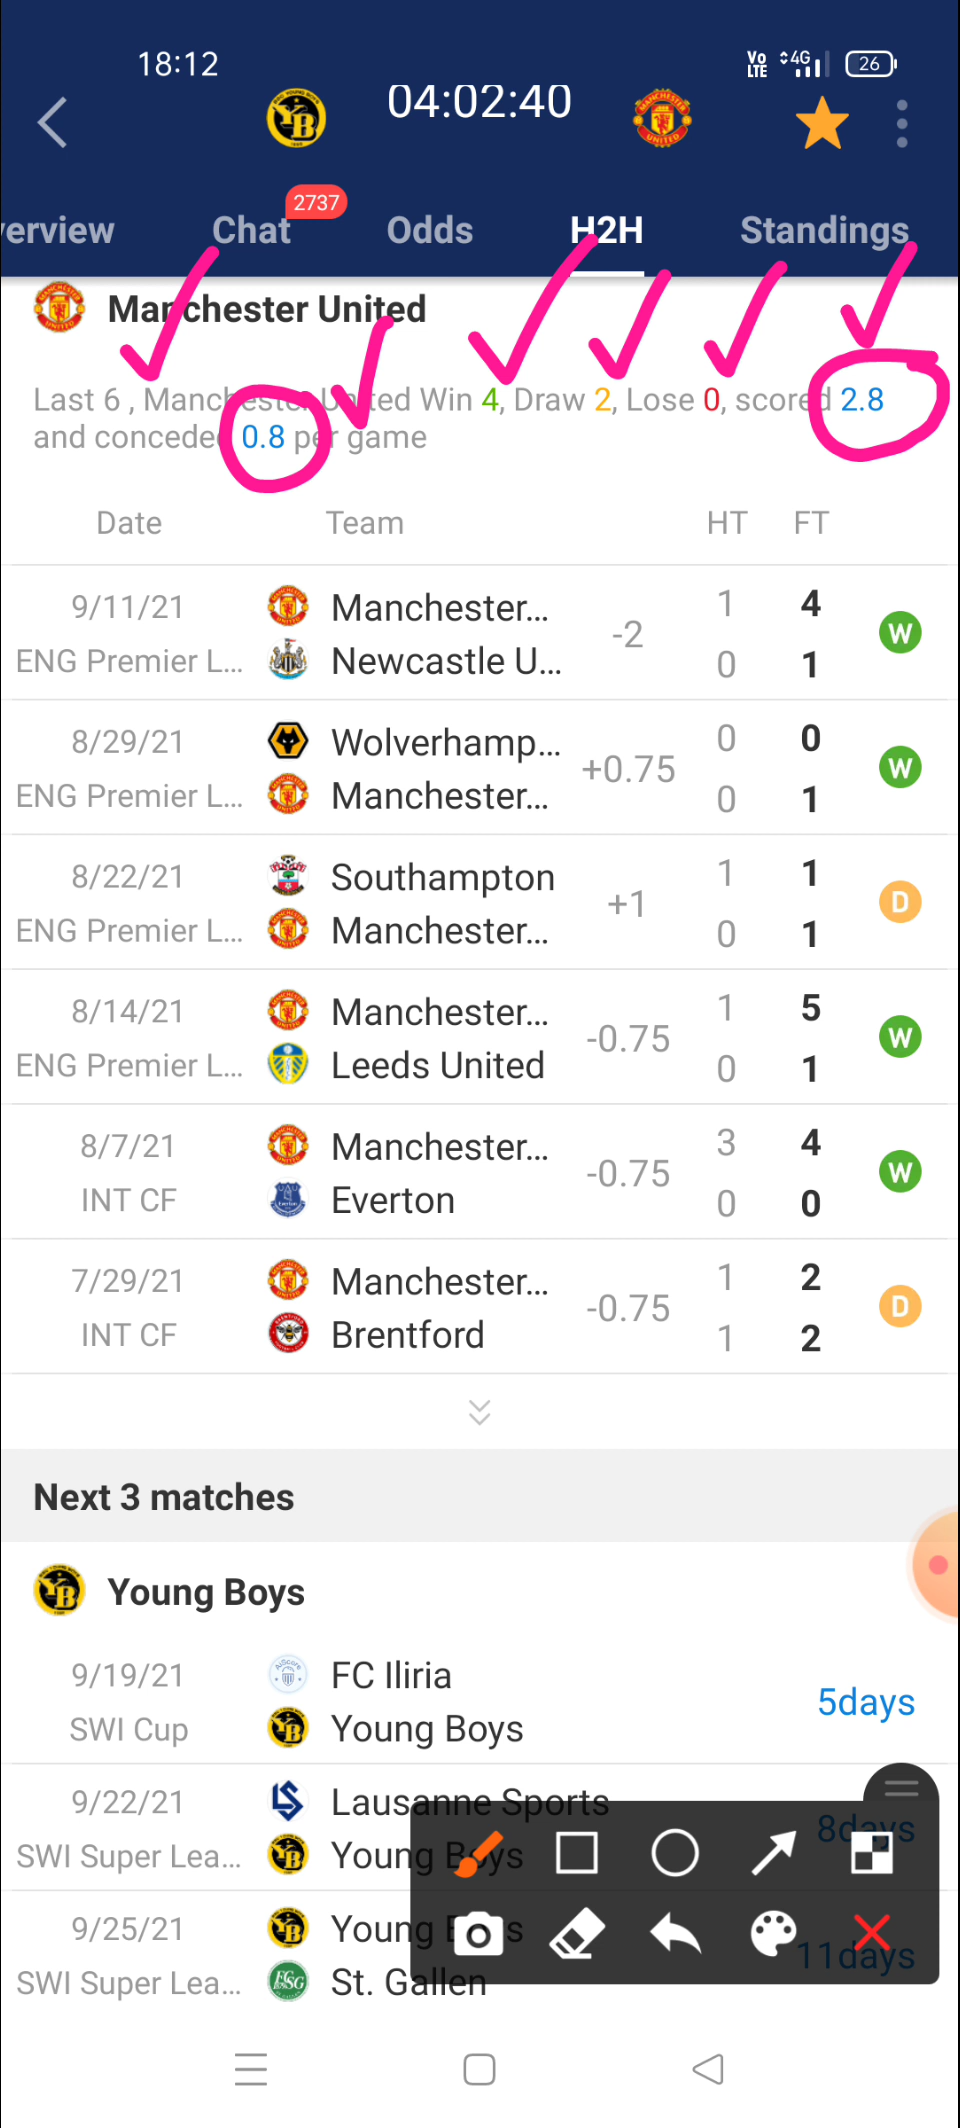 18:12
Vo LTE 4G 26
04:02:40
verview Chat 2737 Odds H2H Standings
Manchester United
Last 6 , Manchester United Win 4, Draw 2, Lose 0, scored 2.8
and conceded 0.8 per game
Date Team HT FT
9/11/21 Manchester... 1 4
-2 W
ENG Premier L... Newcastle U... 0 1
8/29/21 Wolverhamp... 0 0
+0.75 W
ENG Premier L... Manchester... 0 1
8/22/21 Southampton 1 1
+1 D
ENG Premier L... Manchester... 0 1
8/14/21 Manchester... 1 5
-0.75 W
ENG Premier L... Leeds United 0 1
8/7/21 Manchester... 3 4
-0.75 W
INT CF Everton 0 0
7/29/21 Manchester... 1 2
-0.75 D
INT CF Brentford 1 2
Next 3 matches
Young Boys
9/19/21 FC Iliria
5days
SWI Cup Young Boys
9/22/21 Lausanne Sports
8days
SWI Super Lea... Young Boys
9/25/21 Young Boys
11days
SWI Super Lea... St. Gallen